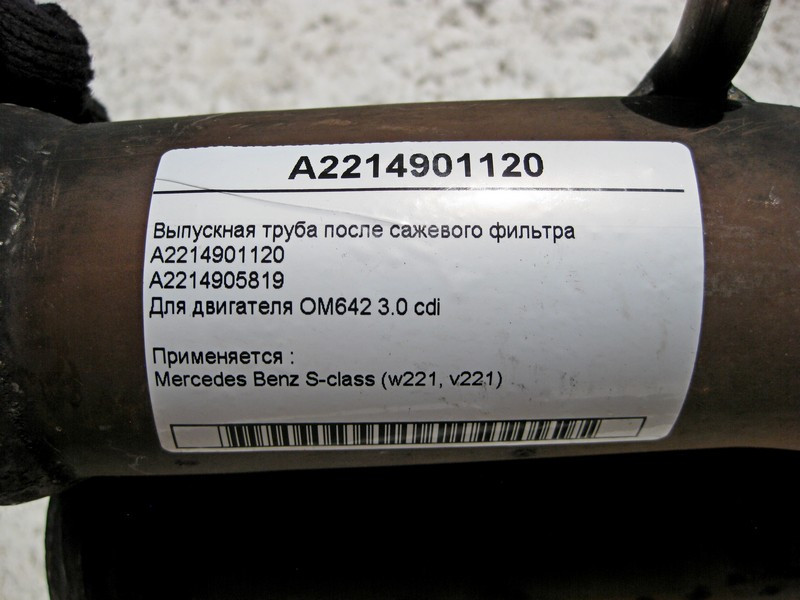 A2214901120
Выпускная труба после сажевого фильтра
A2214901120
A2214905819
Для двигателя OM642 3.0 cdi
Применяется :
Mercedes Benz S-class (w221, v221)